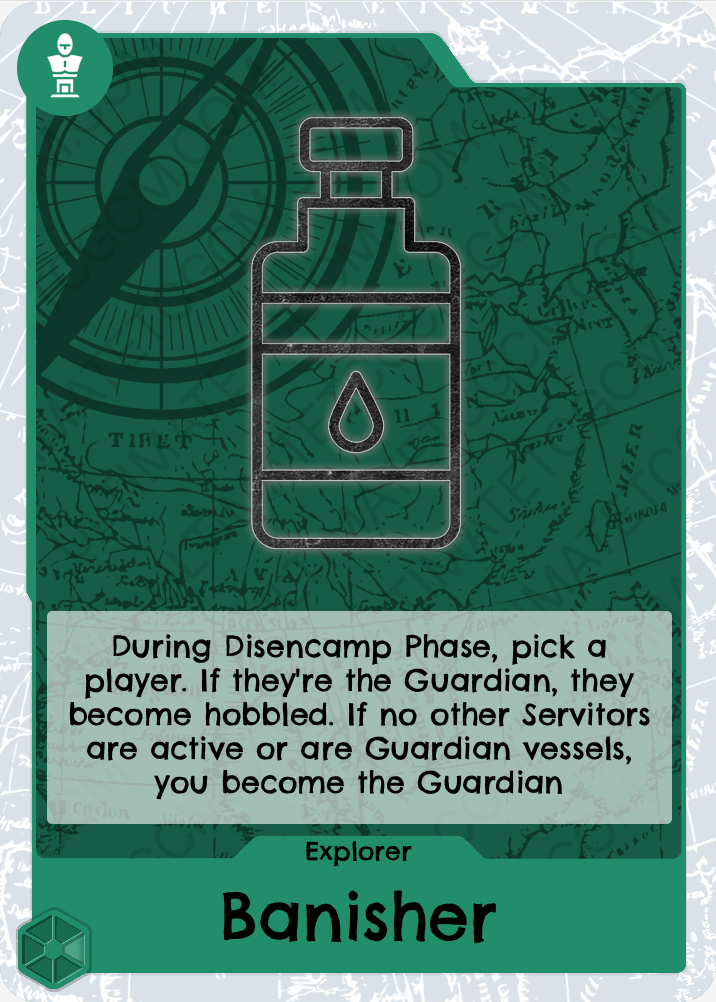 TIBET
During Disencamp Phase, pick a
player. If they're the Guardian, they
become hobbled. If no other Servitors
are active or are Guardian vessels,
you become the Guardian
Explorer
Banisher